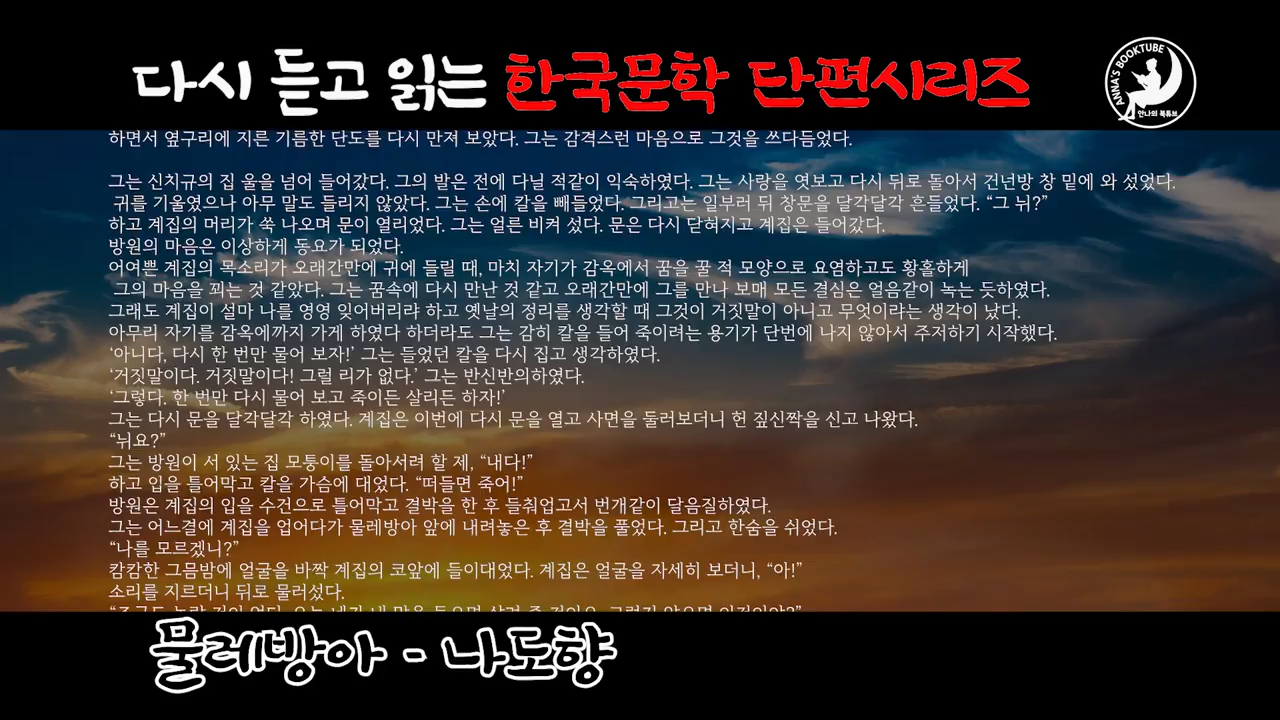 다시 듣고 읽는 한국문학 단편시리즈
ANNA'S BOOKTUBE
안나의 북튜브
하면서 옆구리에 지른 기름한 단도를 다시 만져 보았다. 그는 감격스런 마음으로 그것을 쓰다듬었다.
그는 신치규의 집 울을 넘어 들어갔다. 그의 발은 전에 다닐 적같이 익숙하였다. 그는 사랑을 엿보고 다시 뒤로 돌아서 건넌방 창 밑에 와 섰었다.
귀를 기울였으나 아무 말도 들리지 않았다. 그는 손에 칼을 빼들었다. 그리고는 일부러 뒤 창문을 달각달각 흔들었다. “그 뉘?”
하고 계집의 머리가 쑥 나오며 문이 열리었다. 그는 얼른 비켜 섰다. 문은 다시 닫혀지고 계집은 들어갔다.
방원의 마음은 이상하게 동요가 되었다.
어여쁜 계집의 목소리가 오래간만에 귀에 들릴 때, 마치 자기가 감옥에서 꿈을 꿀 적 모양으로 요염하고도 황홀하게
그의 마음을 꾀는 것 같았다. 그는 꿈속에 다시 만난 것 같고 오래간만에 그를 만나 보매 모든 결심은 얼음같이 녹는 듯하였다.
그래도 계집이 설마 나를 영영 잊어버리랴 하고 옛날의 정리를 생각할 때 그것이 거짓말이 아니고 무엇이랴는 생각이 났다.
아무리 자기를 감옥에까지 가게 하였다 하더라도 그는 감히 칼을 들어 죽이려는 용기가 단번에 나지 않아서 주저하기 시작했다.
‘아니다, 다시 한 번만 물어 보자!’ 그는 들었던 칼을 다시 집고 생각하였다.
‘거짓말이다. 거짓말이다! 그럴 리가 없다.’ 그는 반신반의하였다.
‘그렇다. 한 번만 다시 물어 보고 죽이든 살리든 하자!’
그는 다시 문을 달각달각 하였다. 계집은 이번에 다시 문을 열고 사면을 둘러보더니 헌 짚신짝을 신고 나왔다.
“뉘요?”
그는 방원이 서 있는 집 모퉁이를 돌아서려 할 제, “내다!”
하고 입을 틀어막고 칼을 가슴에 대었다. “떠들면 죽어!”
방원은 계집의 입을 수건으로 틀어막고 결박을 한 후 들춰업고서 번개같이 달음질하였다.
그는 어느결에 계집을 업어다가 물레방아 앞에 내려놓은 후 결박을 풀었다. 그리고 한숨을 쉬었다.
“나를 모르겠니?”
캄캄한 그믐밤에 얼굴을 바짝 계집의 코앞에 들이대었다. 계집은 얼굴을 자세히 보더니, “아!”
소리를 지르더니 뒤로 물러섰다.
물레방아 - 나도향